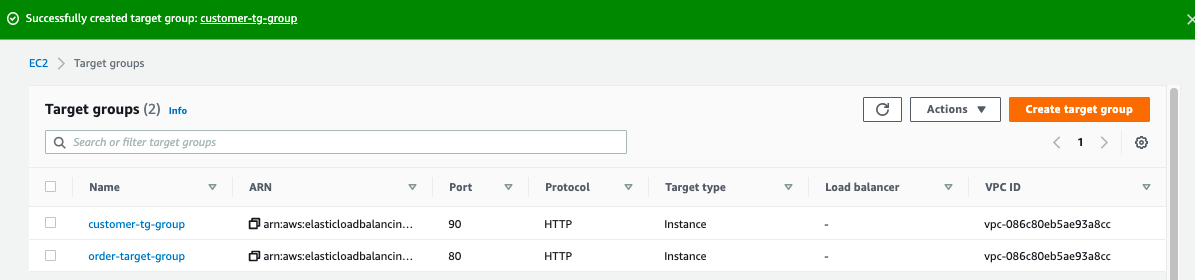 Successfully created target group: customer-tg-group
EC2 Target groups
Target groups (2) Info Actions Create target group
Search or filter target groups 1
Name ARN Port Protocol Target type Load balancer VPC ID
customer-tg-group arn:aws:elasticloadbalancin... 90 HTTP Instance - vpc-086c80eb5ae93a8cc
order-target-group arn:aws:elasticloadbalancin... 80 HTTP Instance - vpc-086c80eb5ae93a8cc